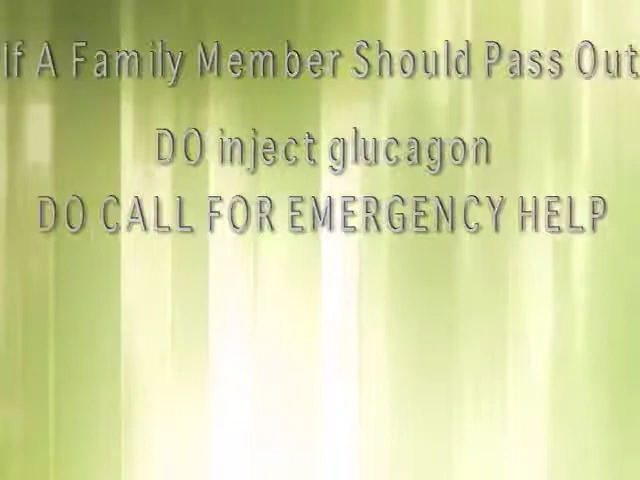 If A Family Member Should Pass Out
DO inject glucagon
DO CALL FOR EMERGENCY HELP